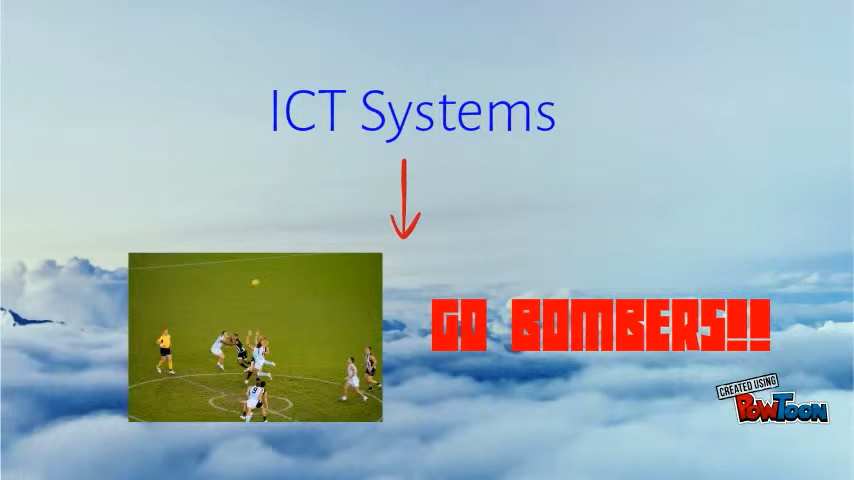 ICT Systems
GO BOMBERS!!
CREATED USING
POWTOON